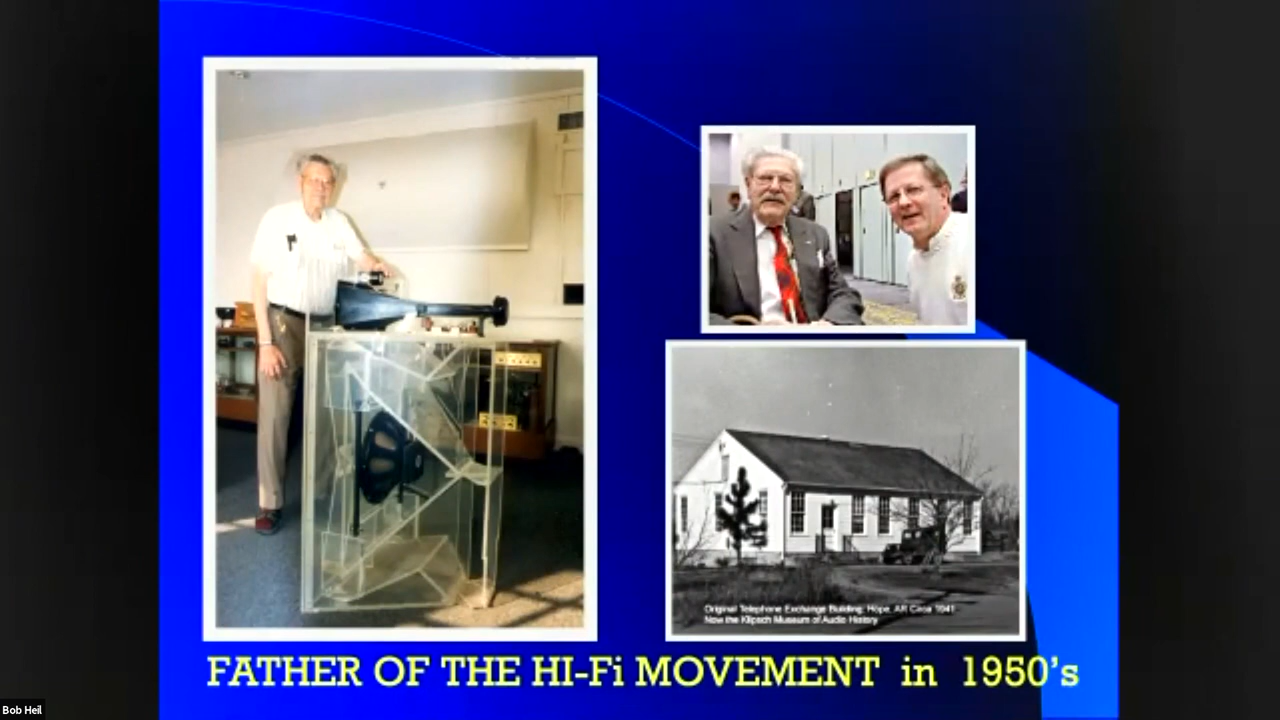 Original Telephone Exchange Building; Hope, AR Circa 1941
Now the Klipsch Museum of Audio History
FATHER OF THE HI-Fi MOVEMENT in 1950's
Bob Heil